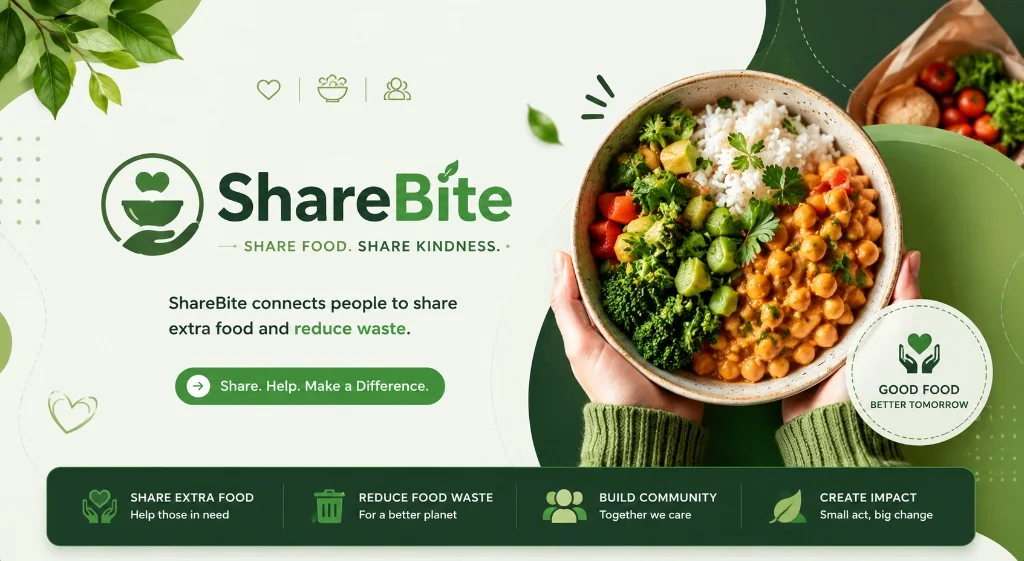 ShareBite
SHARE FOOD. SHARE KINDNESS.
ShareBite connects people to share
extra food and reduce waste.
Share. Help. Make a Difference.
GOOD FOOD
BETTER TOMORROW
SHARE EXTRA FOOD
Help those in need
REDUCE FOOD WASTE
For a better planet
BUILD COMMUNITY
Together we care
CREATE IMPACT
Small act, big change